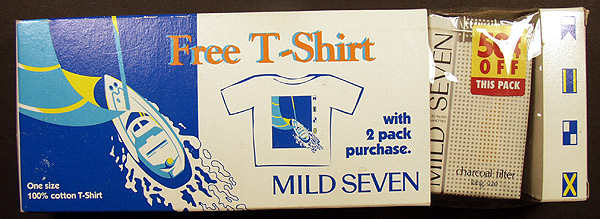 Free T-Shirt
with
2 pack
purchase.
MILD SEVEN
One size
100% cotton T-Shirt
MILD SEVEN
50¢
OFF
THIS PACK
charcoal filter